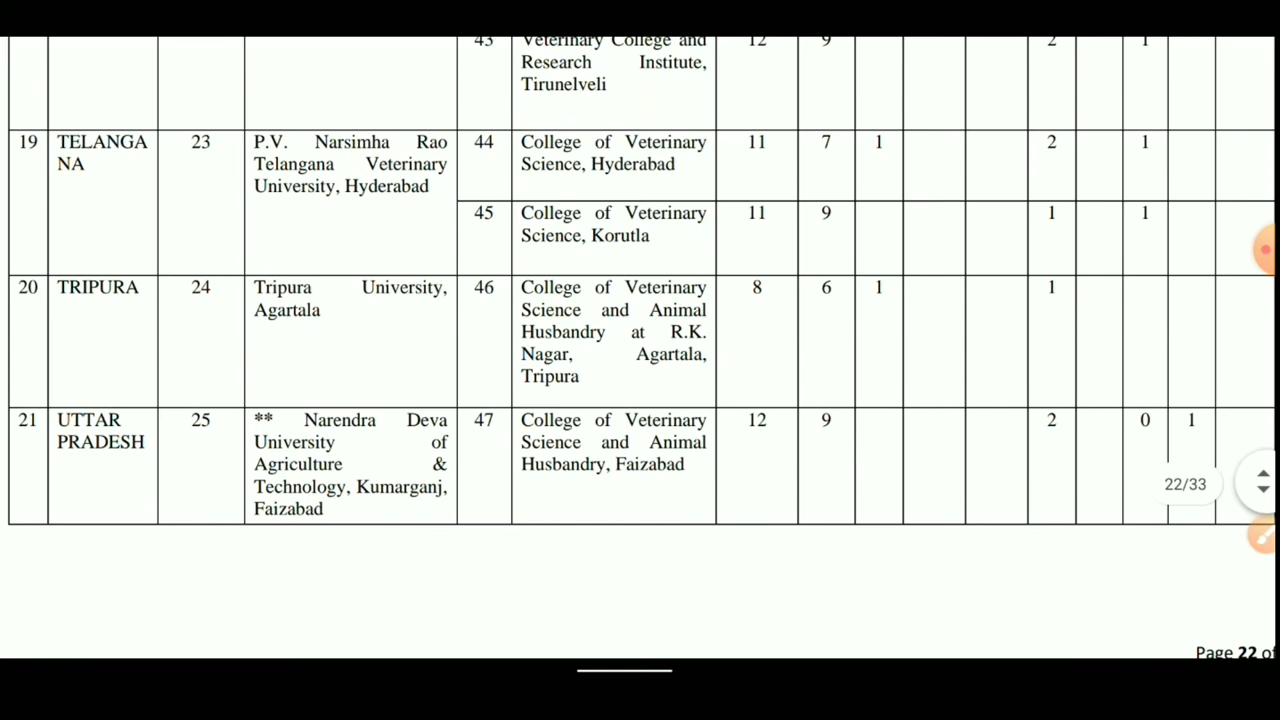 43 Veterinary College and 12 9 2 1
Research Institute,
Tirunelveli
19 TELANGA 23 P.V. Narsimha Rao 44 College of Veterinary 11 7 1 2 1
NA Telangana Veterinary Science, Hyderabad
University, Hyderabad
45 College of Veterinary 11 9 1 1
Science, Korutla
20 TRIPURA 24 Tripura University, 46 College of Veterinary 8 6 1 1
Agartala Science and Animal
Husbandry at R.K.
Nagar, Agartala,
Tripura
21 UTTAR 25 ** Narendra Deva 47 College of Veterinary 12 9 2 0 1
PRADESH University of Science and Animal
Agriculture & Husbandry, Faizabad
Technology, Kumarganj,
Faizabad
22/33
Page 22 of